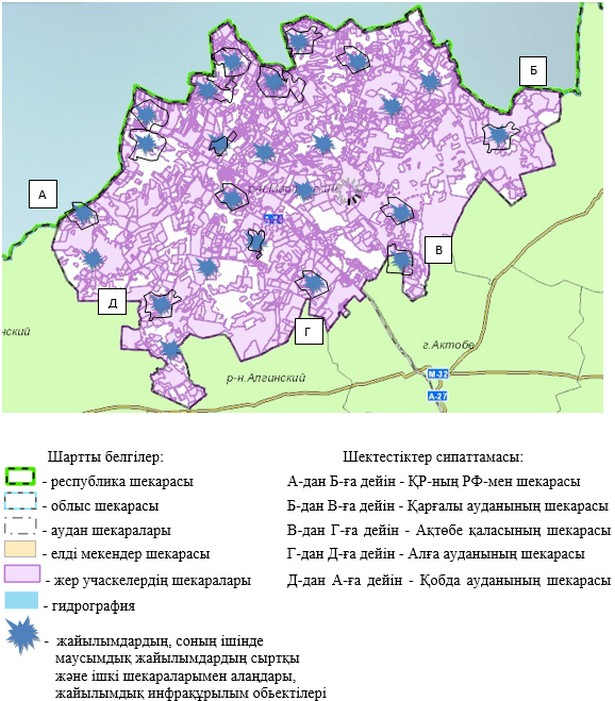 Б
А
А-24
В
Д
Г
нский
г.Актобе
р-н.Алгинский
М-32
А-27
Шартты белгілер:
- республика шекарасы
- облыс шекарасы
- аудан шекаралары
- елді мекендер шекарасы
- жер учаскелердің шекаралары
- гидрография
- жайылымдардың, соның ішінде
маусымдық жайылымдардың сыртқы
және ішкі шекараларымен алаңдары,
жайылымдық инфрақұрылым обьектілері
Шектестіктер сипаттамасы:
А-дан Б-ға дейін - ҚР-ның РФ-мен шекарасы
Б-дан В-ға дейін - Қарғалы ауданының шекарасы
В-дан Г-ға дейін - Ақтөбе қаласының шекарасы
Г-дан Д-ға дейін - Алға ауданының шекарасы
Д-дан А-ға дейін - Қобда ауданының шекарасы